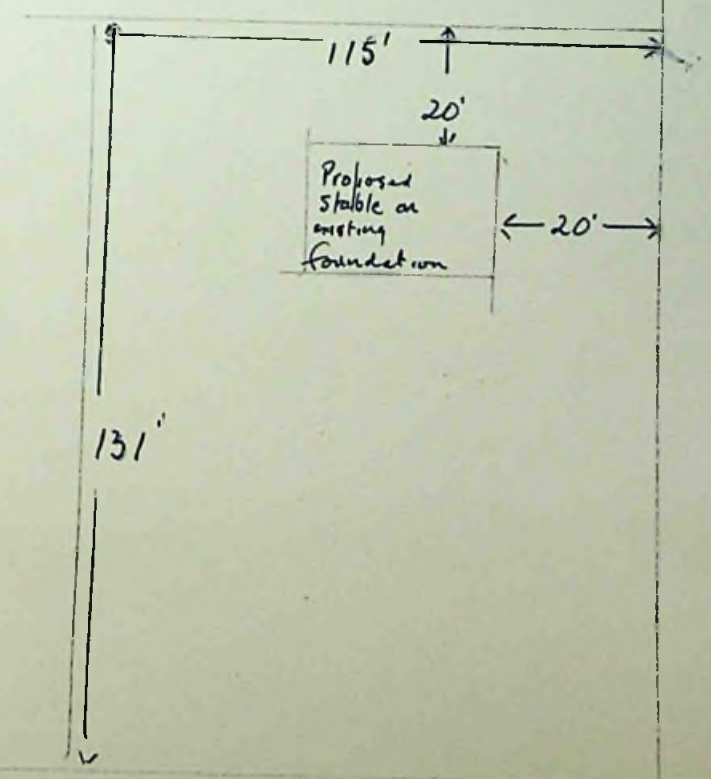 115'
20'
Proposed
stable on
existing
foundation
20'
131'